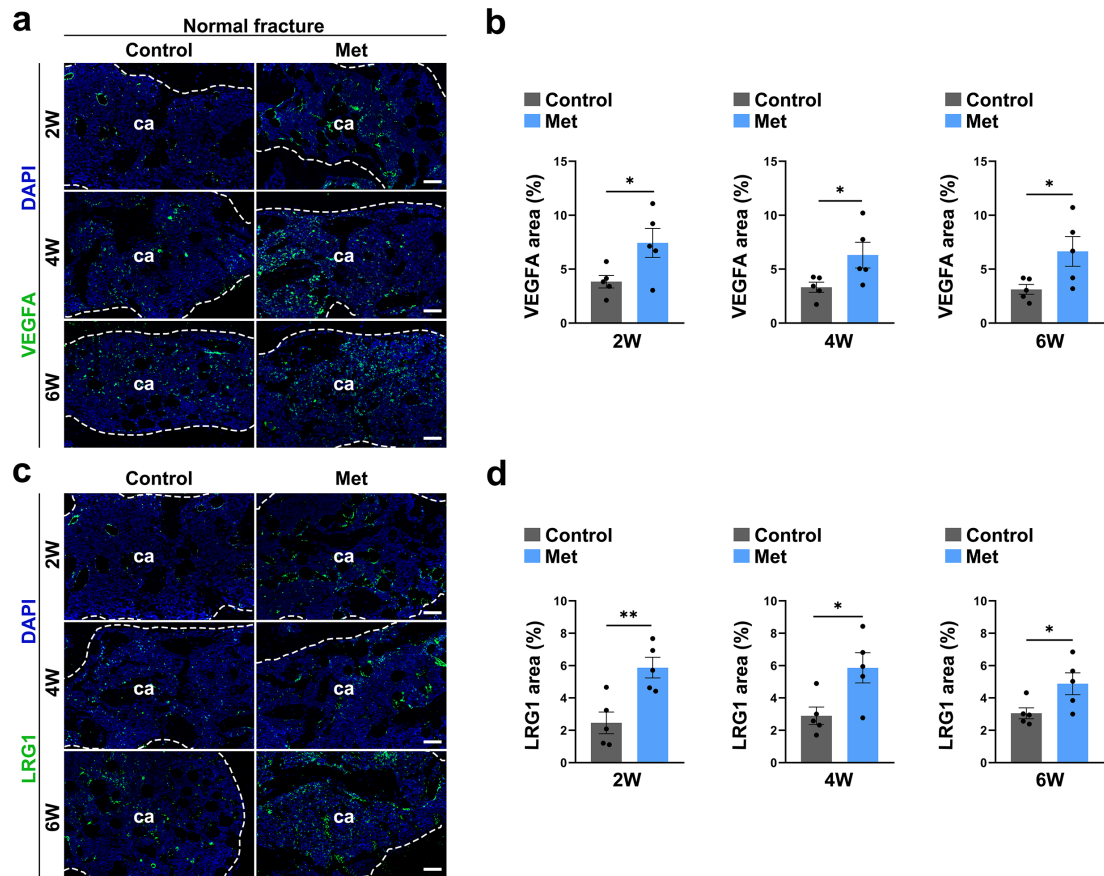 a
Normal fracture
Control Met
DAPI
VEGFA
2W
ca ca
4W
ca ca
6W
ca ca
b
Control
Met
VEGFA area (%)
15
10
5
0
*
2W
Control
Met
VEGFA area (%)
15
10
5
0
*
4W
Control
Met
VEGFA area (%)
15
10
5
0
*
6W
c
Control Met
DAPI
LRG1
2W
ca ca
4W
ca ca
6W
ca ca
d
Control
Met
LRG1 area (%)
10
8
6
4
2
0
**
2W
Control
Met
LRG1 area (%)
10
8
6
4
2
0
*
4W
Control
Met
LRG1 area (%)
10
8
6
4
2
0
*
6W